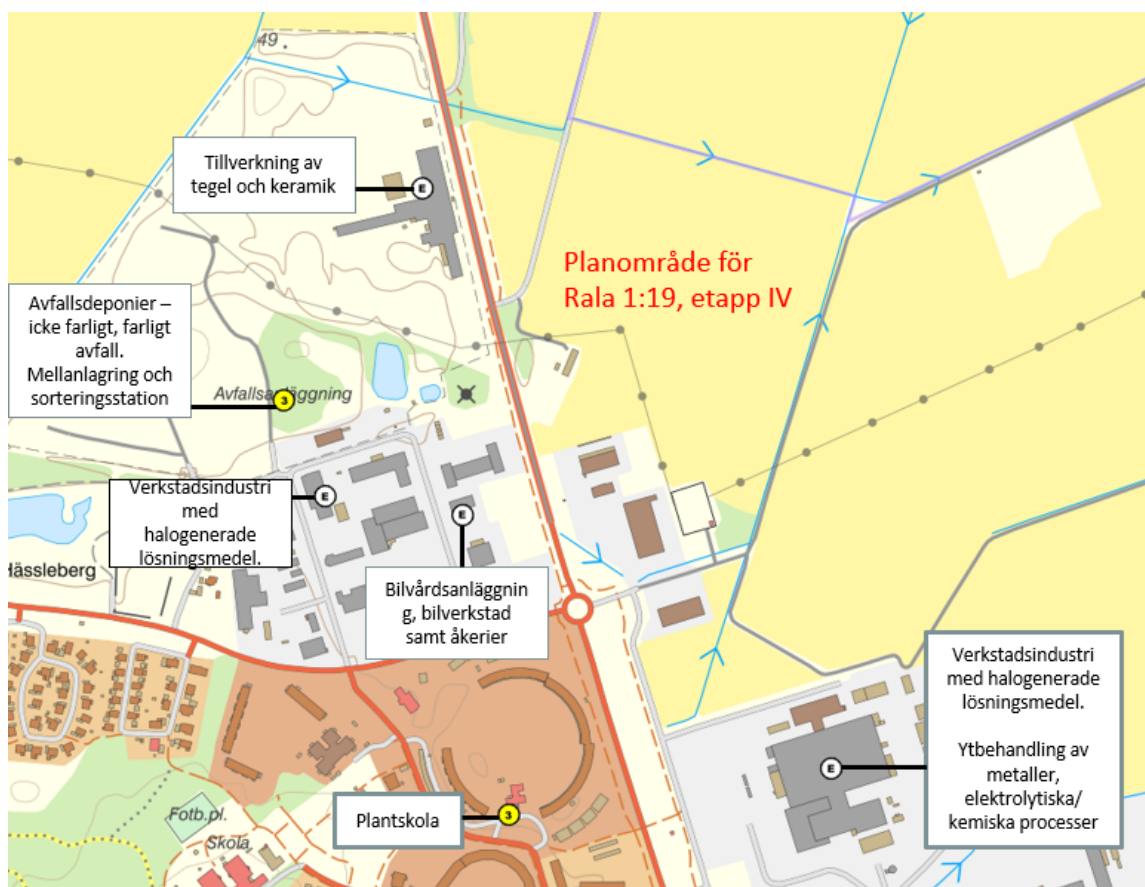 49
Tillverkning av
tegel och keramik
E
Planområde för
Rala 1:19, etapp IV
Avfallsdeponier –
icke farligt, farligt
avfall.
Mellanlagring och
sorteringsstation
Avfallsanläggning
3
Verkstadsindustri
med
halogenerade
lösningsmedel.
E
E
Hässleberg
Bilvårdsanläggnin
g, bilverkstad
samt åkerier
Verkstadsindustri
med halogenerade
lösningsmedel.
Ytbehandling av
metaller,
elektrolytiska/
kemiska processer
E
Plantskola
3
Fotb.pl.
Skola